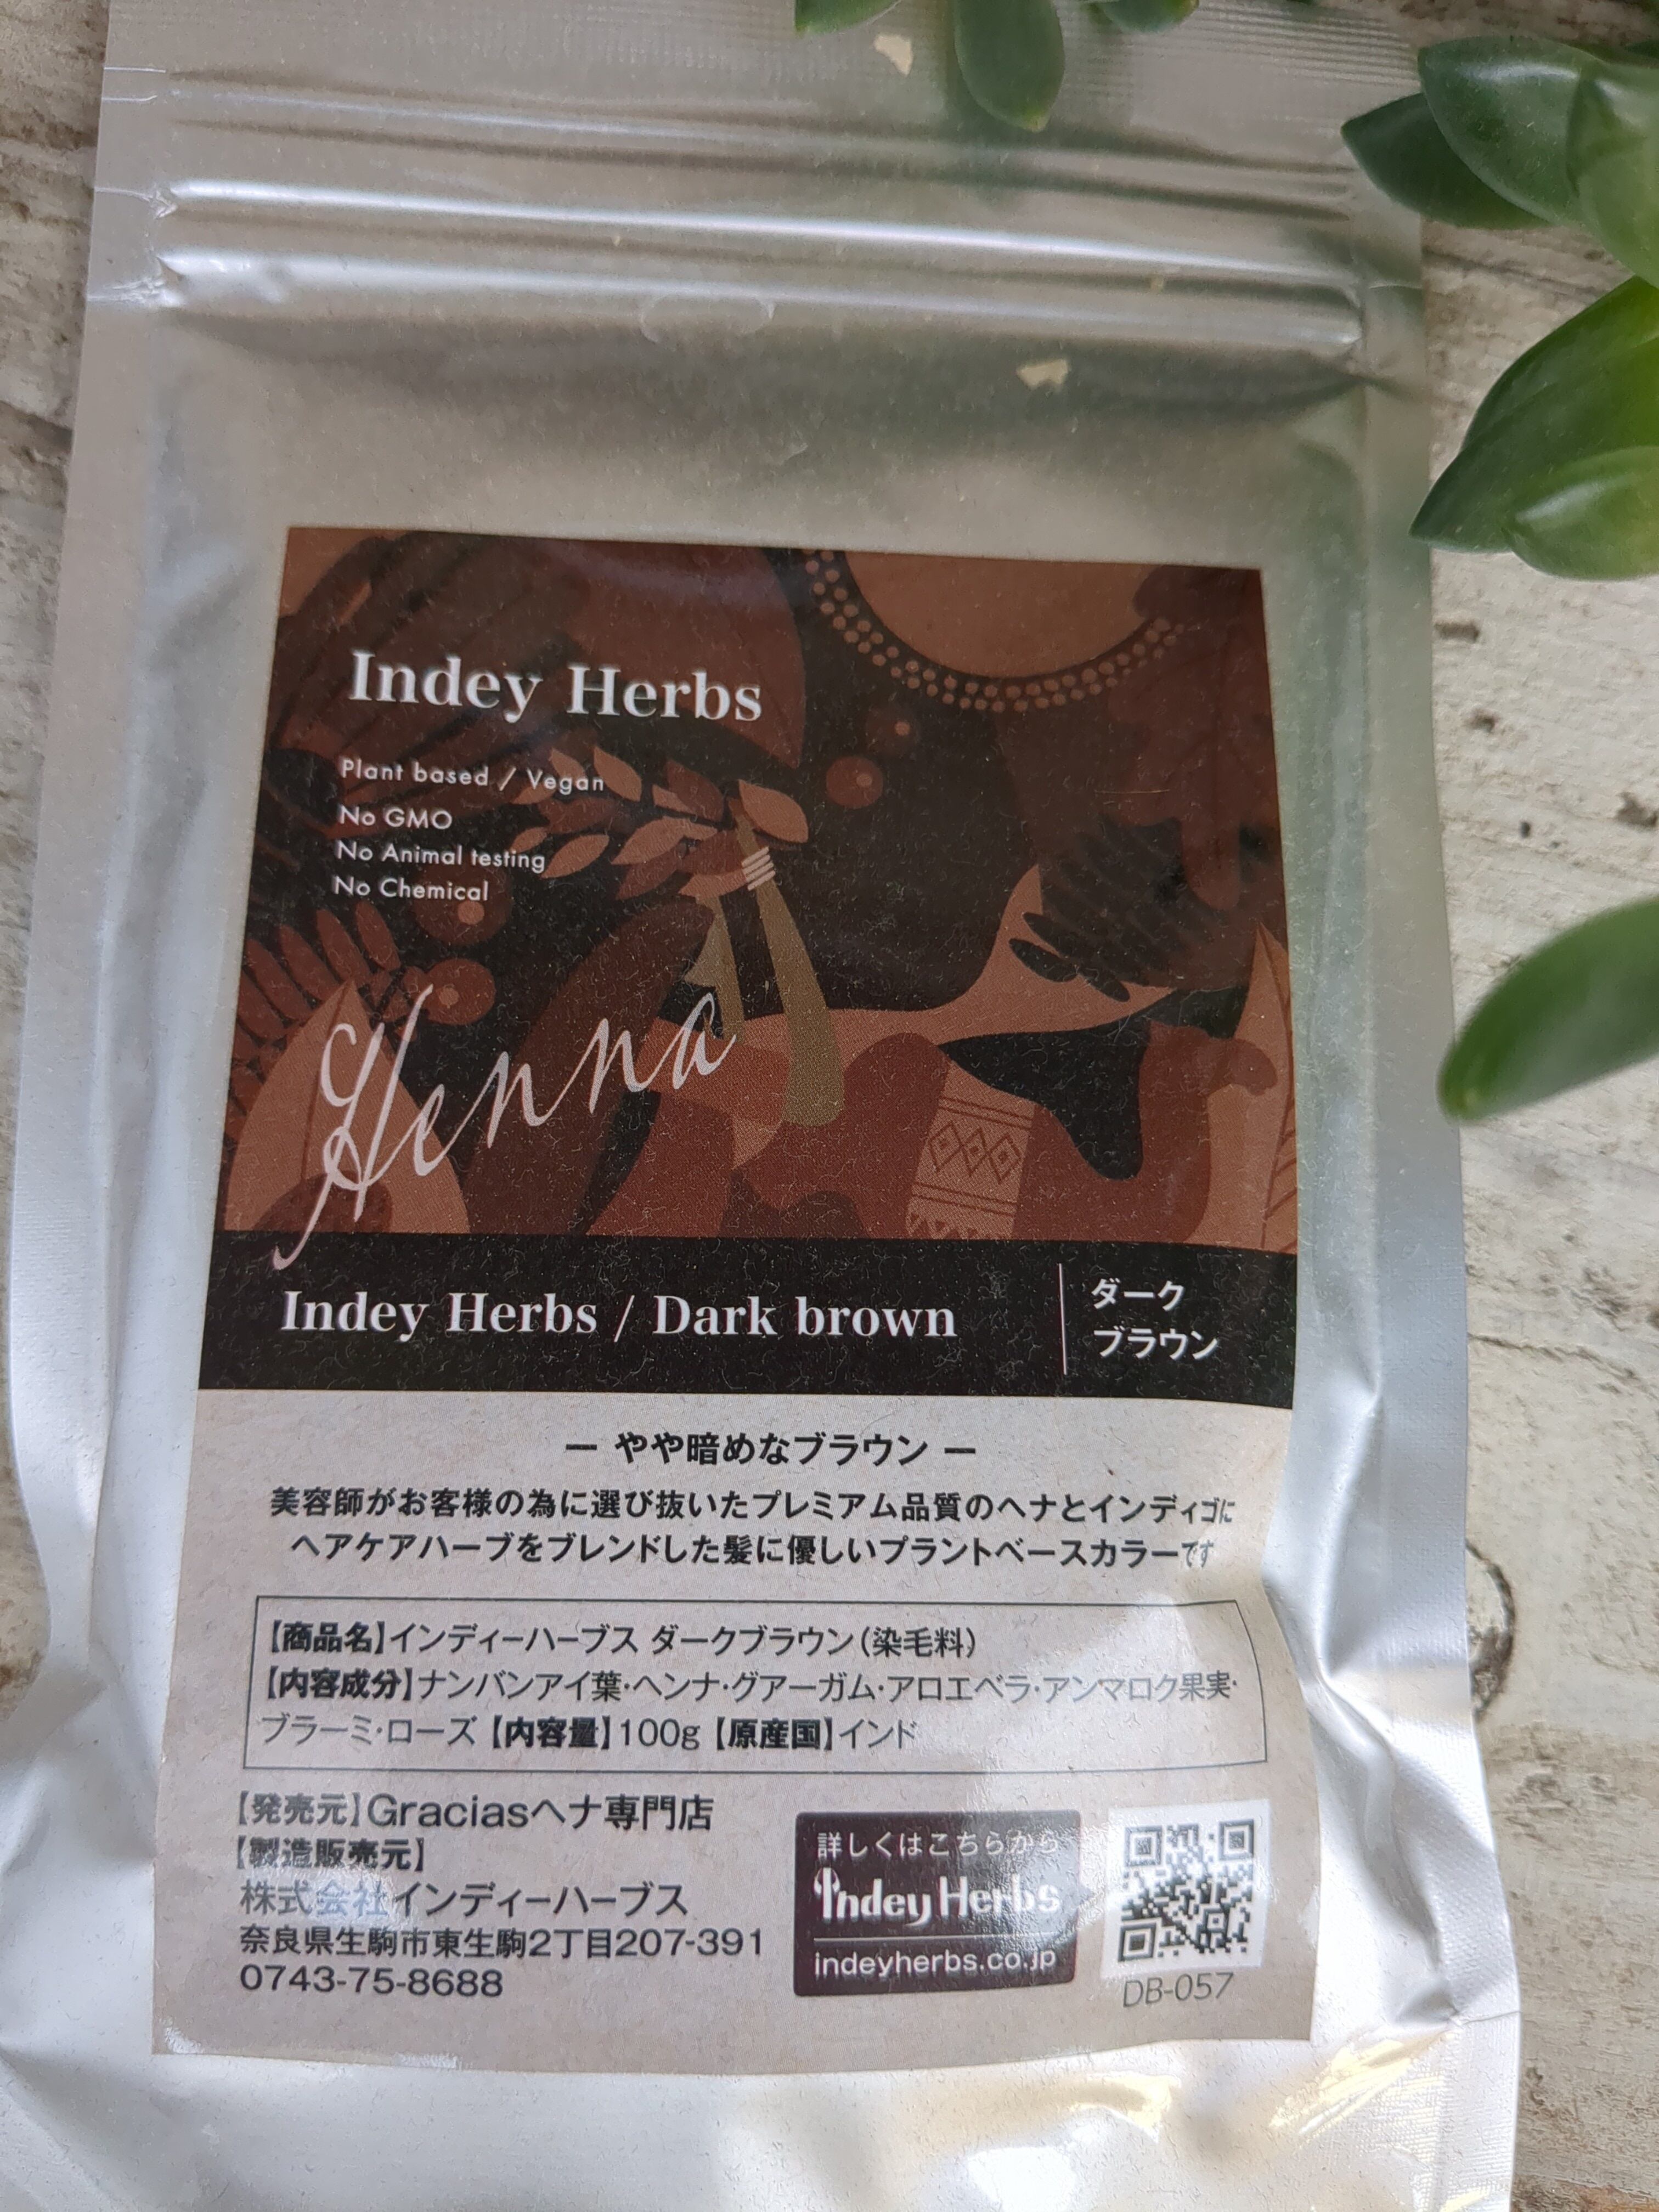 Indey Herbs
Plant based / Vegan
No GMO
No Animal testing
No Chemical
Henna
Indey Herbs / Dark brown
ダーク
ブラウン
ー やや暗めなブラウン ー
美容師がお客様の為に選び抜いたプレミアム品質のヘナとインディゴに
ヘアケアハーブをブレンドした髪に優しいプラントベースカラーです
【商品名】インディーハーブス ダークブラウン(染毛料)
【内容成分】ナンバンアイ葉・ヘンナ・グアーガム・アロエベラ・アンマロク果実・
ブラーミ・ローズ【内容量】100g【原産国】インド
【発売元】Graciasヘナ専門店
【製造販売元】
株式会社インディーハーブス
奈良県生駒市東生駒2丁目207-391
0743-75-8688
詳しくはこちらから
Indey Herbs
indeyherbs.co.jp
DB-057